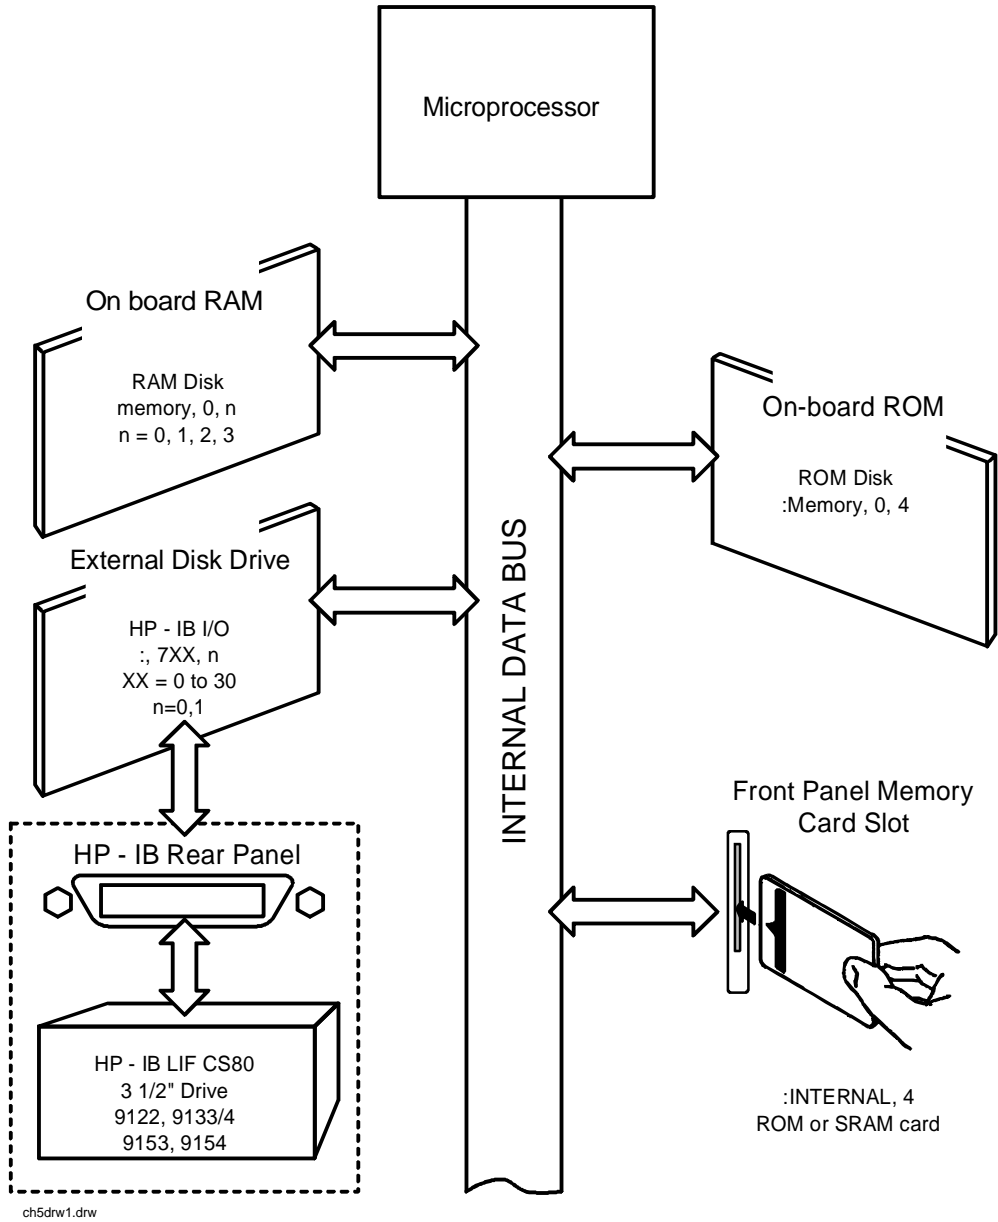 Microprocessor
On board RAM
RAM Disk
memory, 0, n
n = 0, 1, 2, 3
On-board ROM
ROM Disk
:Memory, 0, 4
External Disk Drive
HP - IB I/O
:, 7XX, n
XX = 0 to 30
n=0,1
INTERNAL DATA BUS
Front Panel Memory
Card Slot
HP - IB Rear Panel
HP - IB LIF CS80
3 1/2" Drive
9122, 9133/4
9153, 9154
:INTERNAL, 4
ROM or SRAM card
ch5drw1.drw